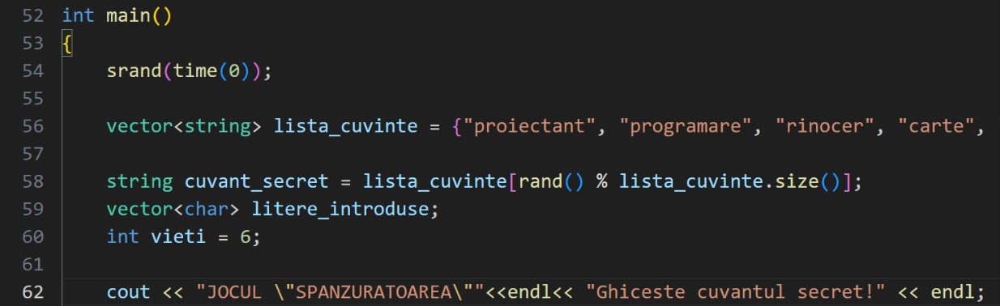 52 int main()
53 {
54     srand(time(0));
55
56     vector<string> lista_cuvinte = {"proiectant", "programare", "rinocer", "carte",
57
58     string cuvant_secret = lista_cuvinte[rand() % lista_cuvinte.size()];
59     vector<char> litere_introduse;
60     int vieti = 6;
61
62     cout << "JOCUL \"SPANZURATOAREA\""<<endl<< "Ghiceste cuvantul secret!" << endl;